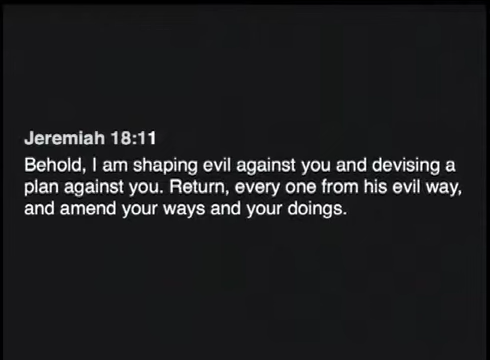 Jeremiah 18:11
Behold, I am shaping evil against you and devising a
plan against you. Return, every one from his evil way,
and amend your ways and your doings.